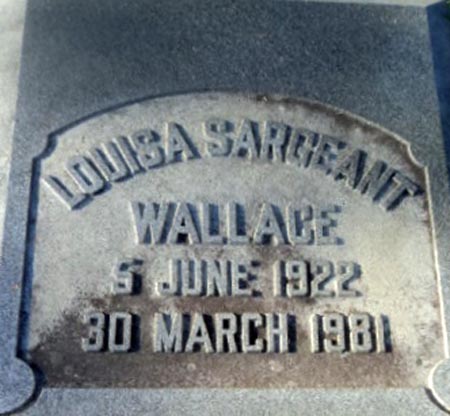 LOUISA SARGEANT
WALLACE
5 JUNE 1922
30 MARCH 1981